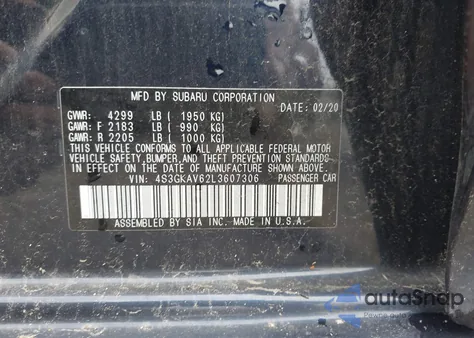 MFD BY SUBARU CORPORATION
DATE: 02/20
GVWR: 4299 LB ( 1950 KG)
GAWR: F 2183 LB ( 990 KG)
GAWR: R 2205 LB ( 1000 KG)
THIS VEHICLE CONFORMS TO ALL APPLICABLE FEDERAL MOTOR
VEHICLE SAFETY, BUMPER, AND THEFT PREVENTION STANDARDS
IN EFFECT ON THE DATE OF MANUFACTURE SHOWN ABOVE.
VIN: 4S3GKAV62L3607306 PASSENGER CAR
ASSEMBLED BY SIA INC. MADE IN U.S.A.
autaSnap